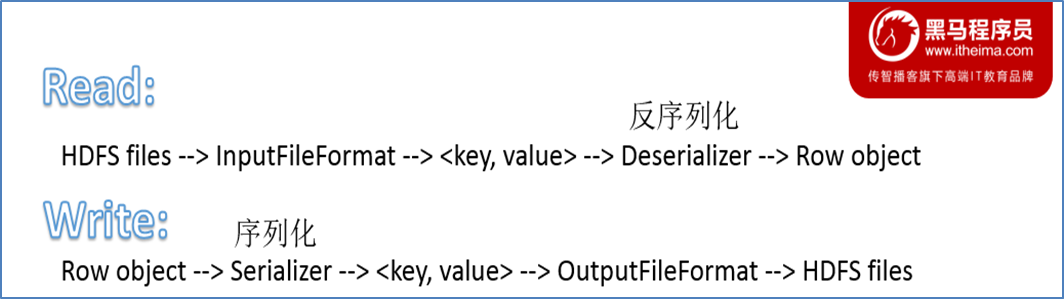 黑马程序员
www.itheima.com
传智播客旗下高端IT教育品牌
Read:
反序列化
HDFS files --> InputFileFormat --> <key, value> --> Deserializer --> Row object
Write:
序列化
Row object --> Serializer --> <key, value> --> OutputFileFormat --> HDFS files